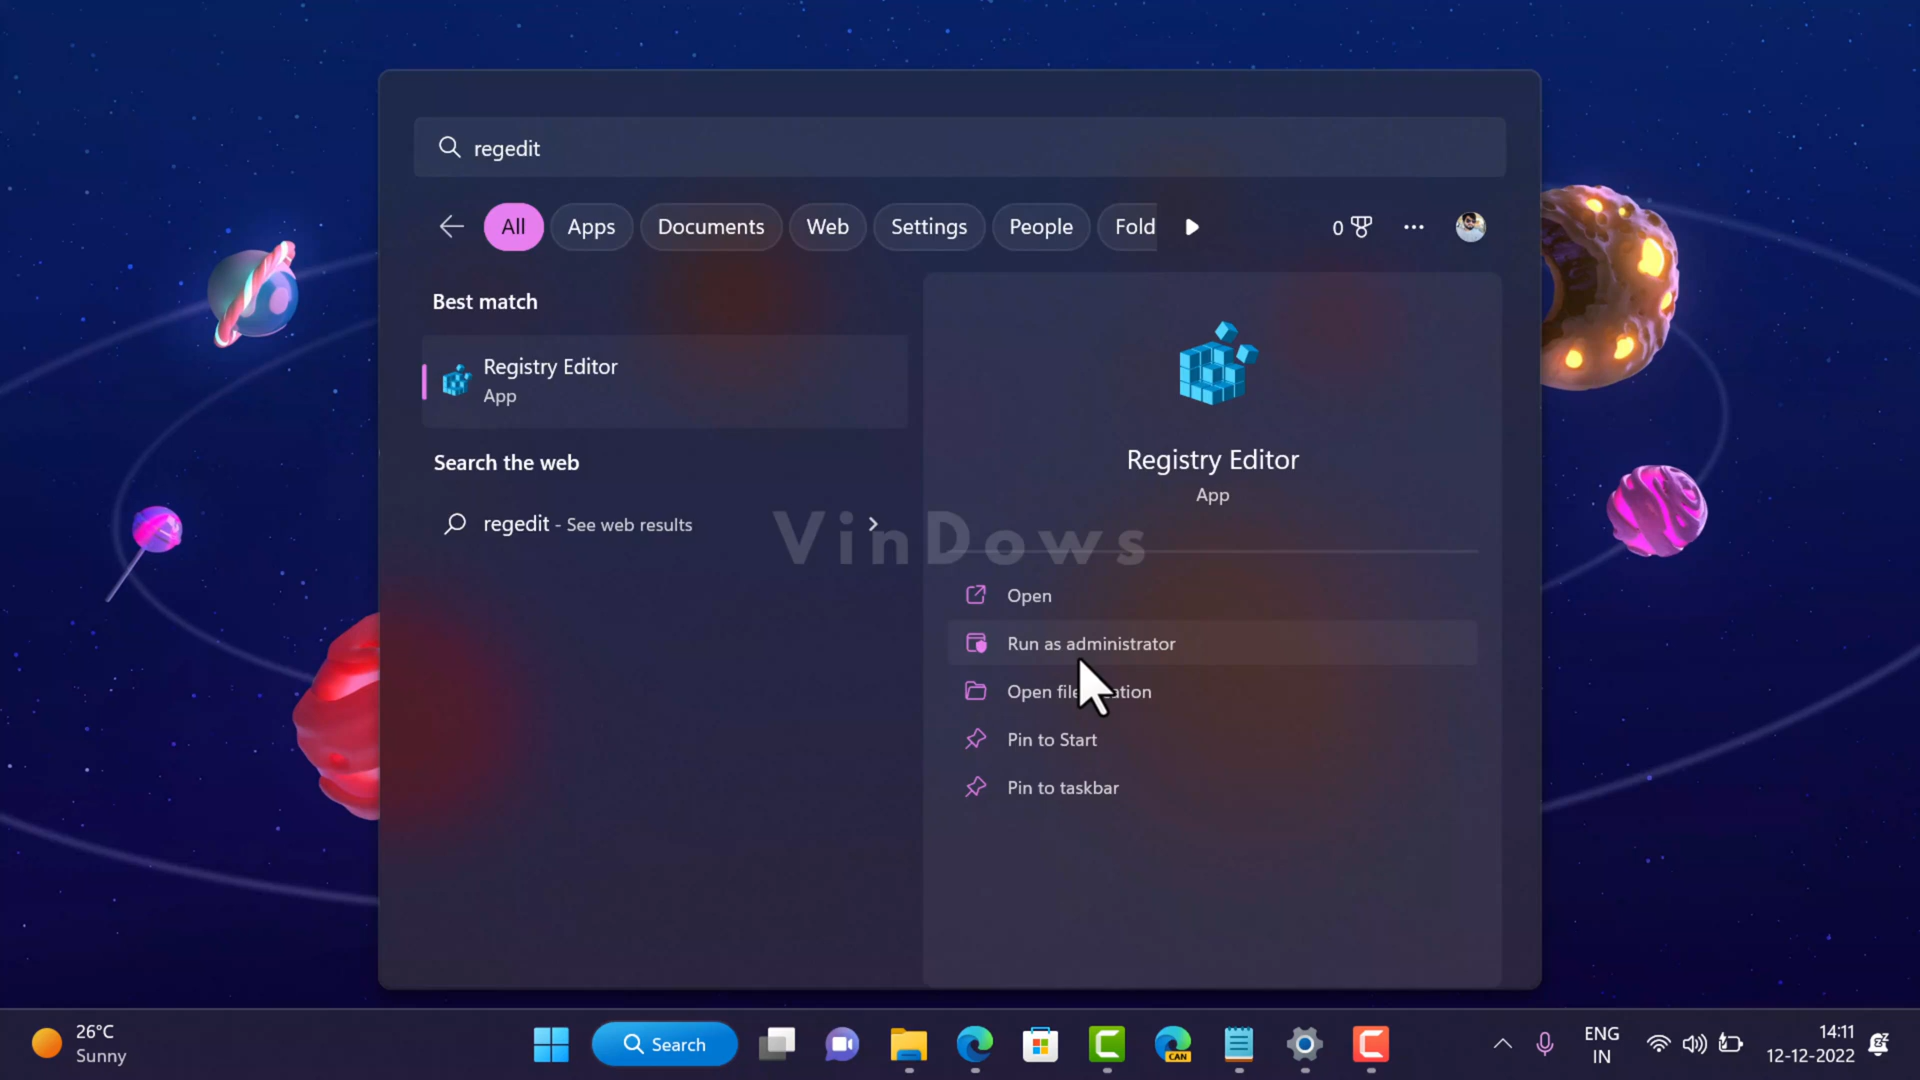 regedit
All Apps Documents Web Settings People Fold
0
Best match
Registry Editor
App
Search the web
regedit - See web results
Registry Editor
App
VinDows
Open
Run as administrator
Open file
Pin to Start
Pin to taskbar
26°C
Sunny
Search
CAN
ENG
IN
14:11
12-12-2022